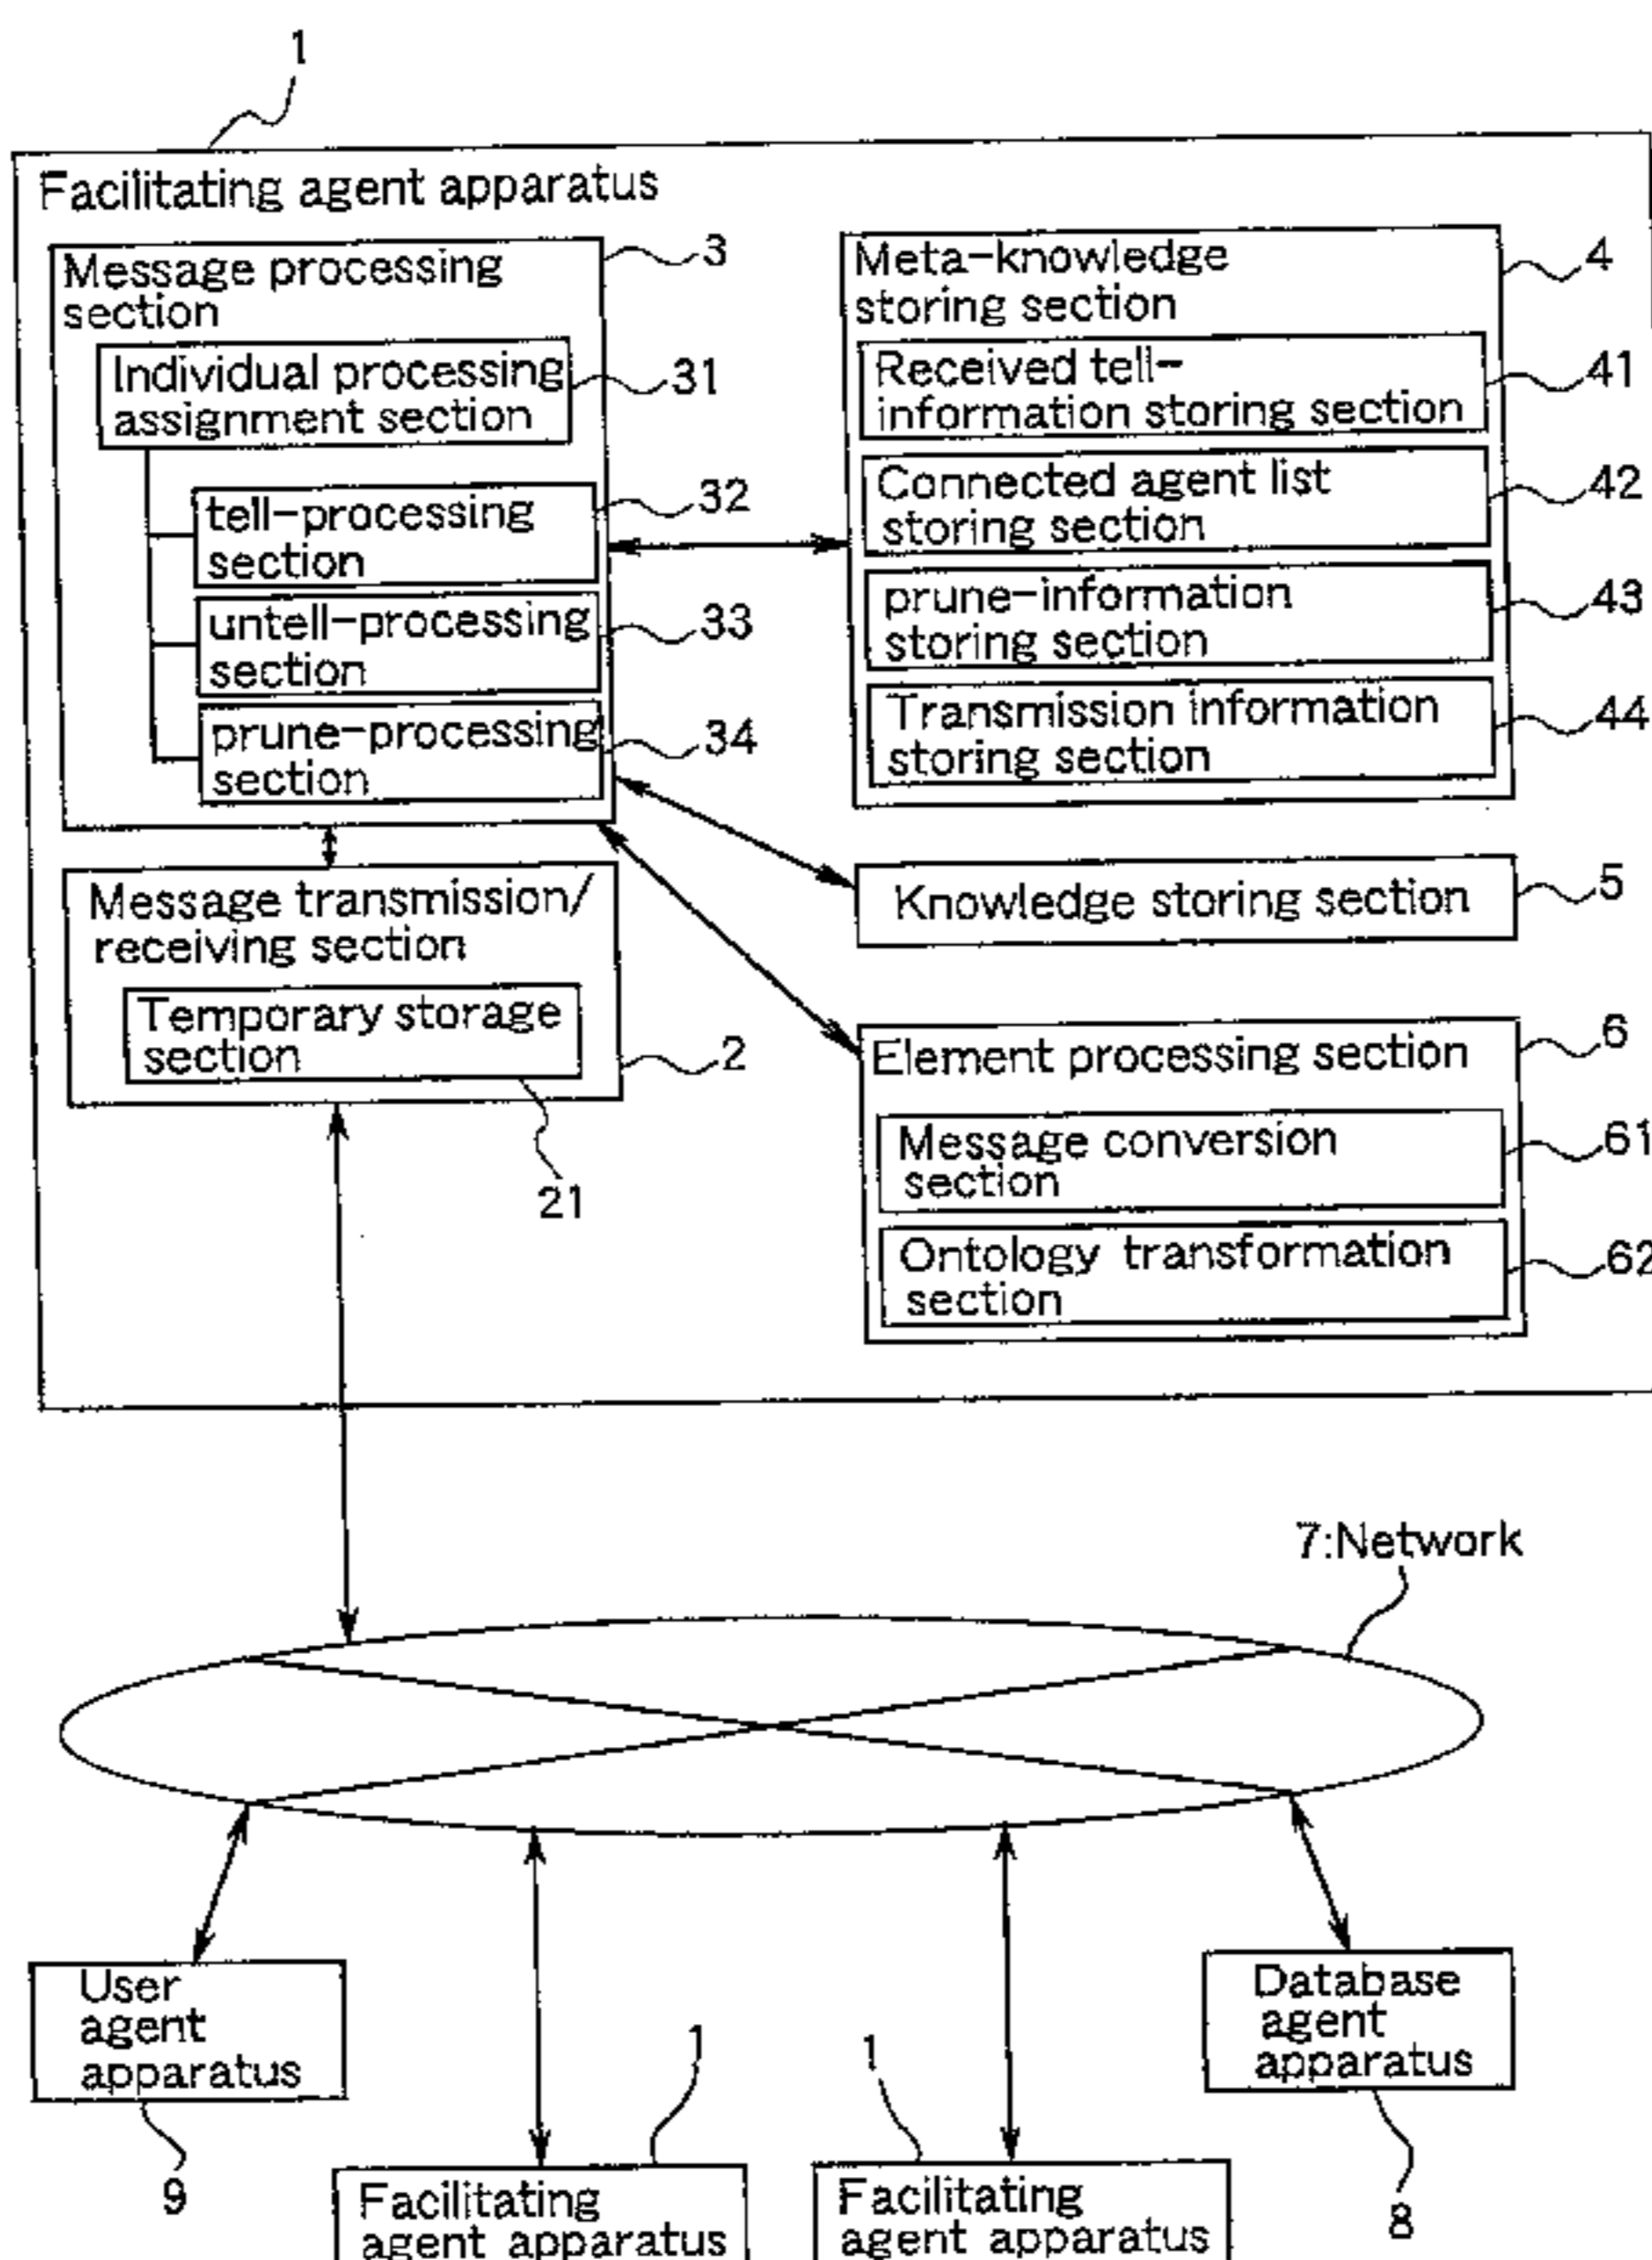 1
Facilitating agent apparatus
Message processing
section
3
Individual processing
assignment section
31
tell-processing
section
32
untell-processing
section
33
prune-processing
section
34
Meta-knowledge
storing section
4
Received tell-
information storing section
41
Connected agent list
storing section
42
prune-information
storing section
43
Transmission information
storing section
44
Message transmission/
receiving section
Temporary storage
section
2
21
Knowledge storing section
5
Element processing section
6
Message conversion
section
61
Ontology transformation
section
62
7:Network
User
agent
apparatus
9
1
Facilitating
agent apparatus
1
Facilitating
agent apparatus
Database
agent
apparatus
8